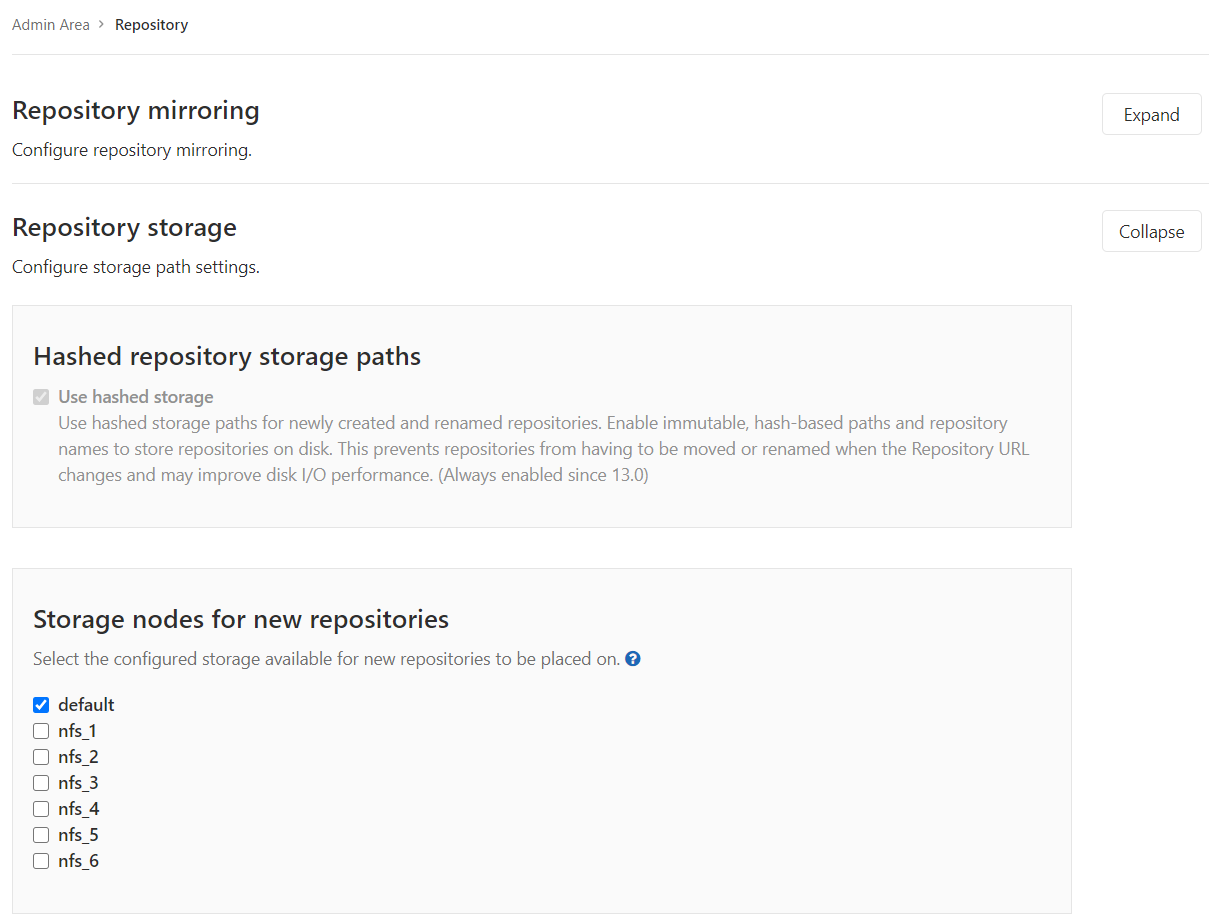 Admin Area > Repository
Repository mirroring
Expand
Configure repository mirroring.
Repository storage
Collapse
Configure storage path settings.
Hashed repository storage paths
Use hashed storage
Use hashed storage paths for newly created and renamed repositories. Enable immutable, hash-based paths and repository
names to store repositories on disk. This prevents repositories from having to be moved or renamed when the Repository URL
changes and may improve disk I/O performance. (Always enabled since 13.0)
Storage nodes for new repositories
Select the configured storage available for new repositories to be placed on. ?
default
nfs_1
nfs_2
nfs_3
nfs_4
nfs_5
nfs_6